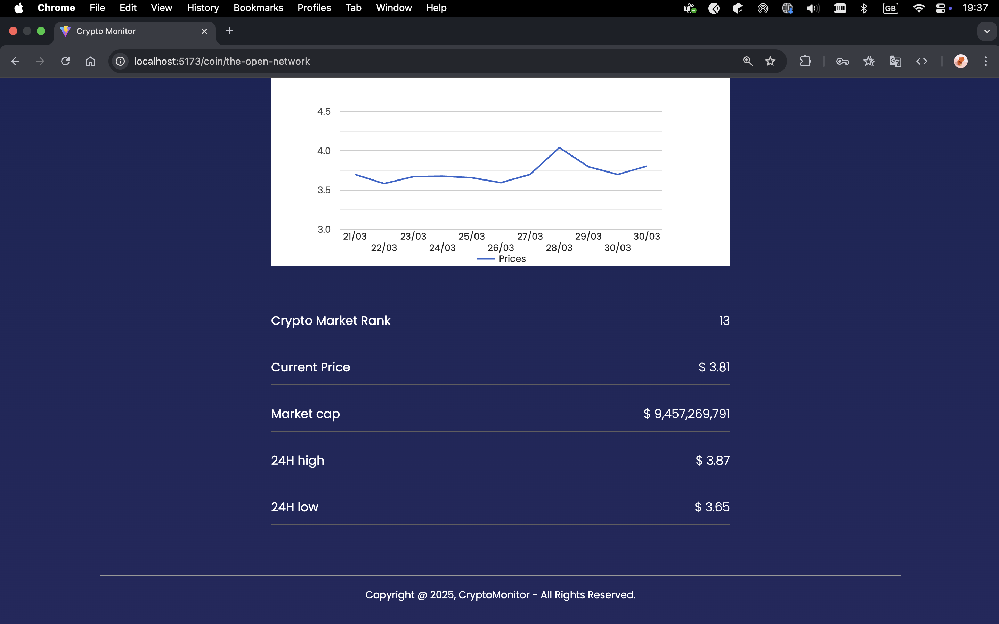 Chrome File Edit View History Bookmarks Profiles Tab Window Help GB 19:37
Crypto Monitor
localhost:5173/coin/the-open-network
4.5
4.0
3.5
3.0
21/03 23/03 25/03 27/03 29/03 30/03
22/03 24/03 26/03 28/03 30/03
Prices
Crypto Market Rank 13
Current Price $ 3.81
Market cap $ 9,457,269,791
24H high $ 3.87
24H low $ 3.65
Copyright @ 2025, CryptoMonitor - All Rights Reserved.